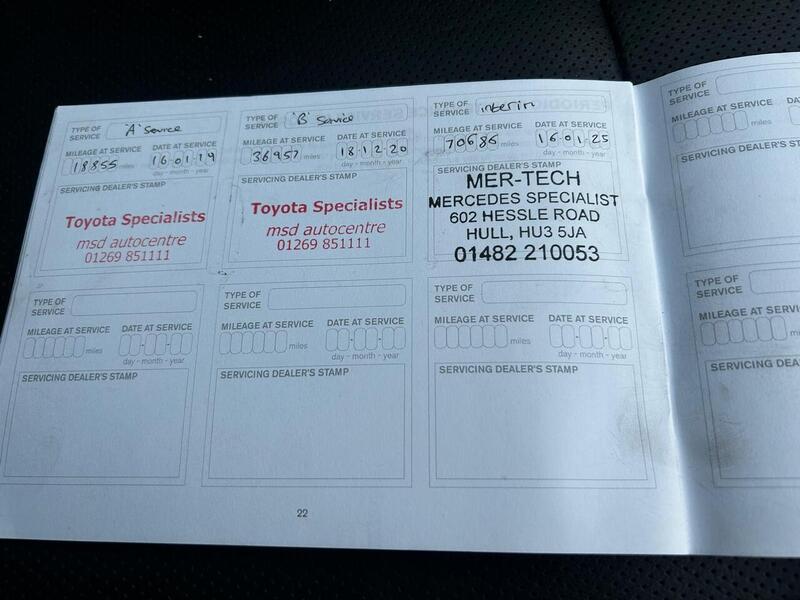 TYPE OF SERVICE 'A' Service
MILEAGE AT SERVICE DATE AT SERVICE
18855 miles 16-01-19
day - month - year
SERVICING DEALER'S STAMP
Toyota Specialists
msd autocentre
01269 851111
TYPE OF SERVICE 'B' Service
MILEAGE AT SERVICE DATE AT SERVICE
36957 miles 18-12-20
day - month - year
SERVICING DEALER'S STAMP
Toyota Specialists
msd autocentre
01269 851111
TYPE OF SERVICE interim
MILEAGE AT SERVICE DATE AT SERVICE
70685 miles 16-01-25
day - month - year
SERVICING DEALER'S STAMP
MER-TECH
MERCEDES SPECIALIST
602 HESSLE ROAD
HULL, HU3 5JA
01482 210053
TYPE OF
SERVICE
MILEAGE AT
SERVICING DEALER'S STA
TYPE OF
SERVICE
MILEAGE AT SERVICE DATE AT SERVICE
miles
day - month - year
SERVICING DEALER'S STAMP
TYPE OF
SERVICE
MILEAGE AT SERVICE DATE AT SERVICE
miles
day - month - year
SERVICING DEALER'S STAMP
TYPE OF
SERVICE
MILEAGE AT SERVICE DATE AT SERVICE
miles
day - month - year
SERVICING DEALER'S STAMP
TYPE OF
SERVICE
MILEAGE AT SERVICE
miles
SERVICING DEALER'S
22